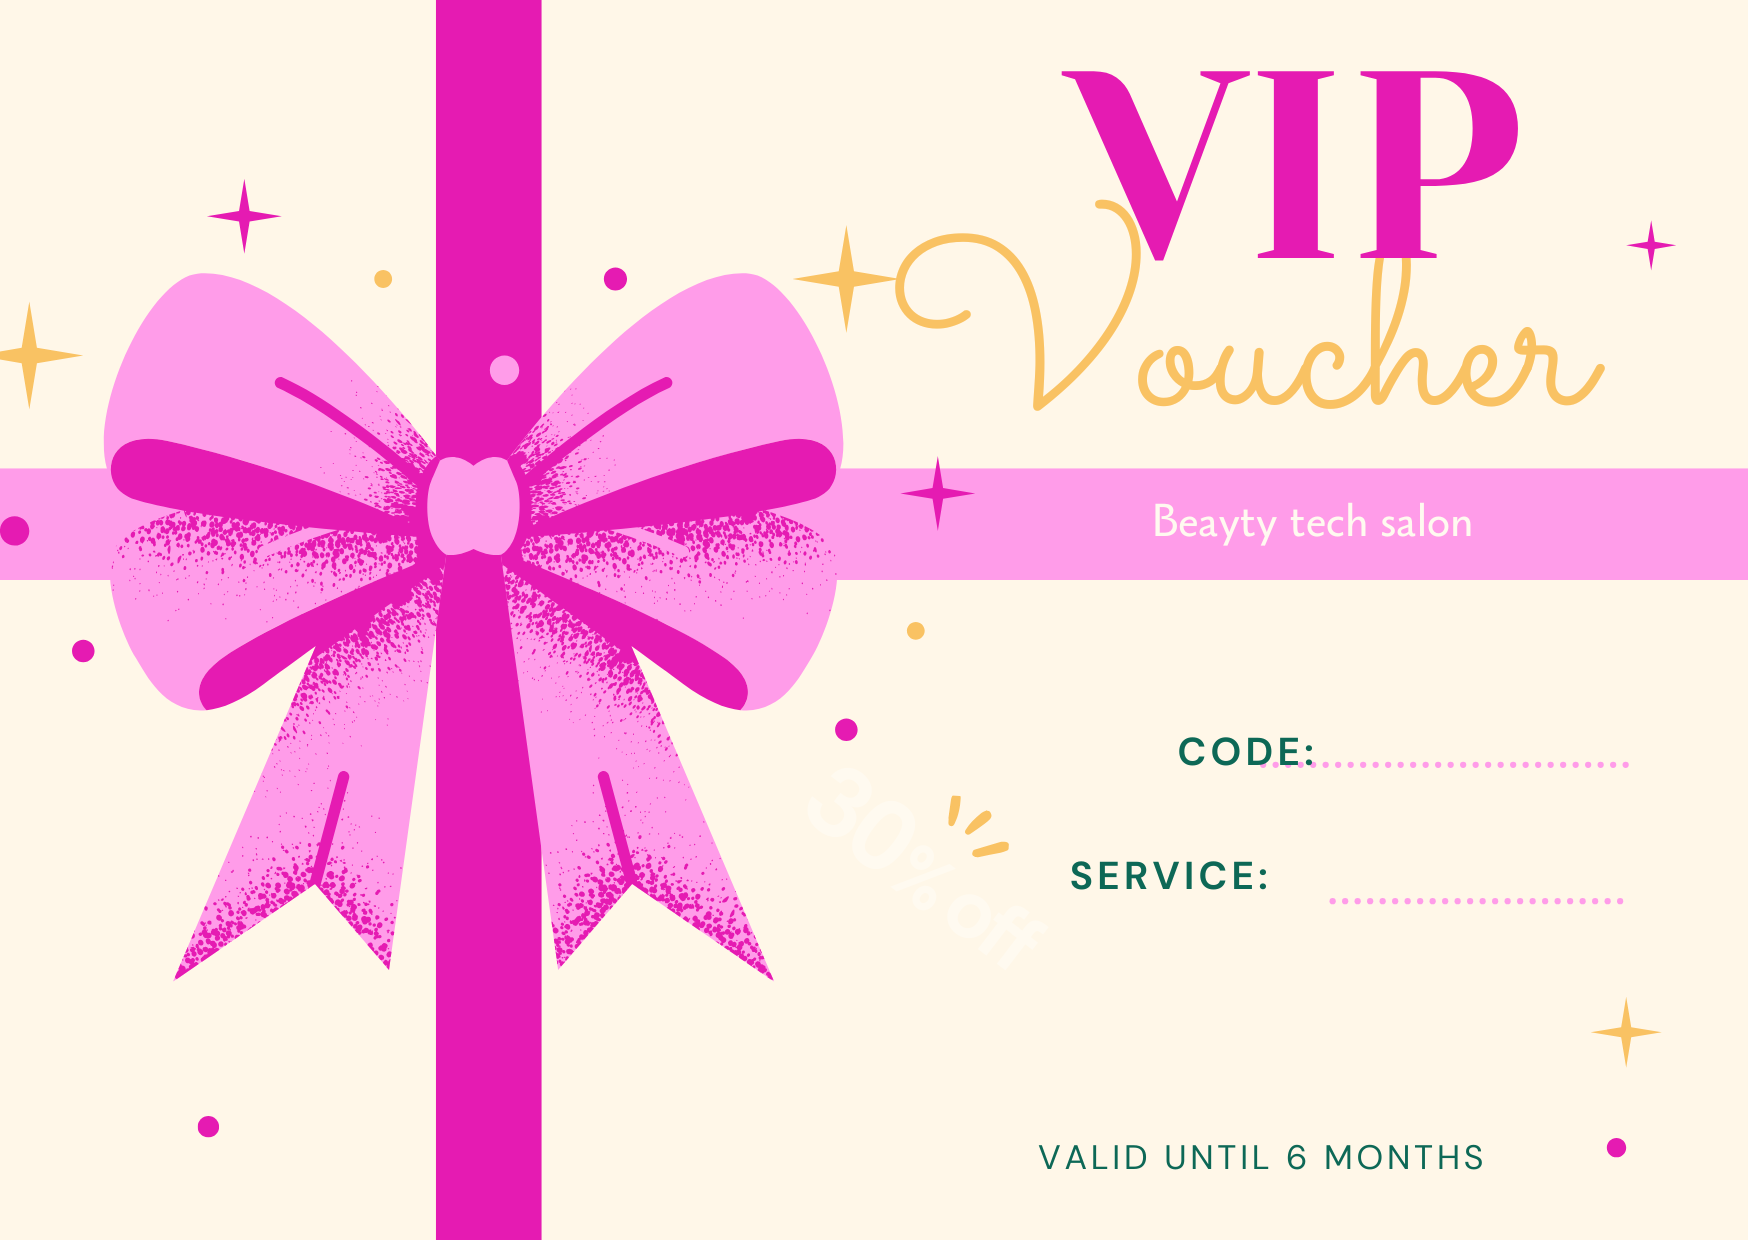 VIP
Voucher
Beayty tech salon
CODE:
30% off
SERVICE:
VALID UNTIL 6 MONTHS